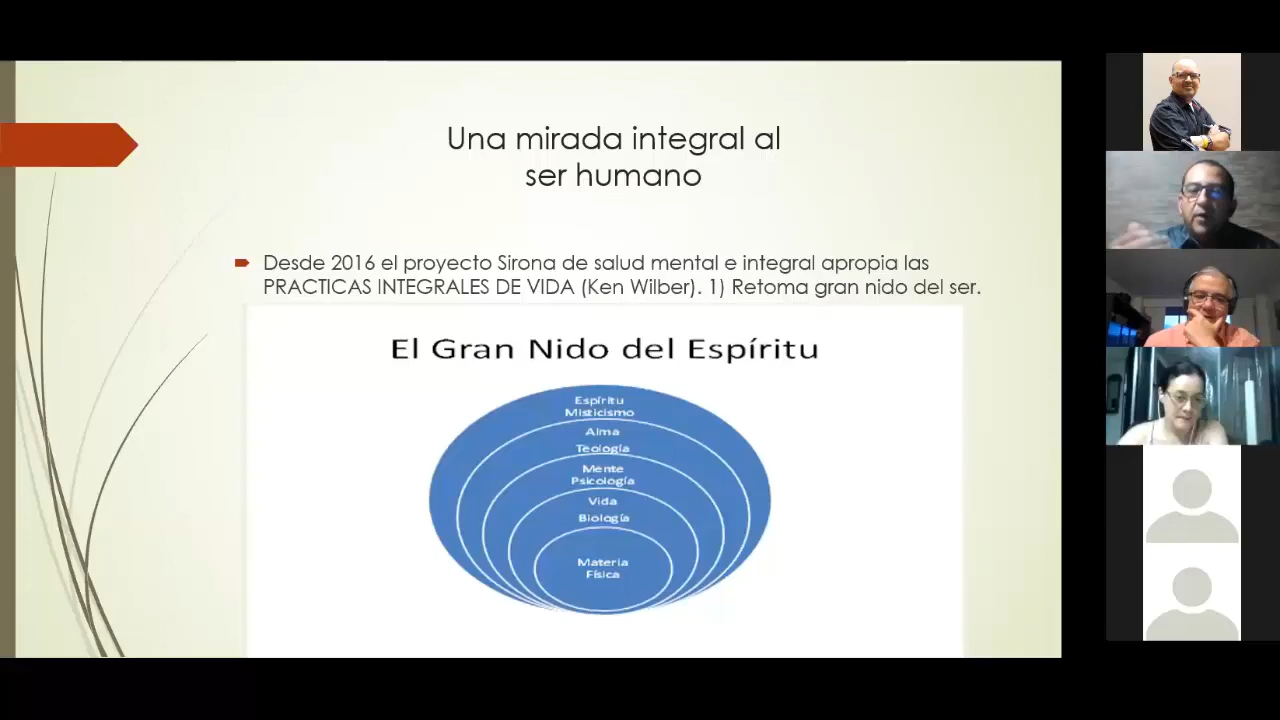 Una mirada integral al
ser humano
Desde 2016 el proyecto Sirona de salud mental e integral apropia las
PRACTICAS INTEGRALES DE VIDA (Ken Wilber). 1) Retoma gran nido del ser.
El Gran Nido del Espíritu
Espíritu
Misticismo
Alma
Teología
Mente
Psicología
Vida
Biología
Materia
Física